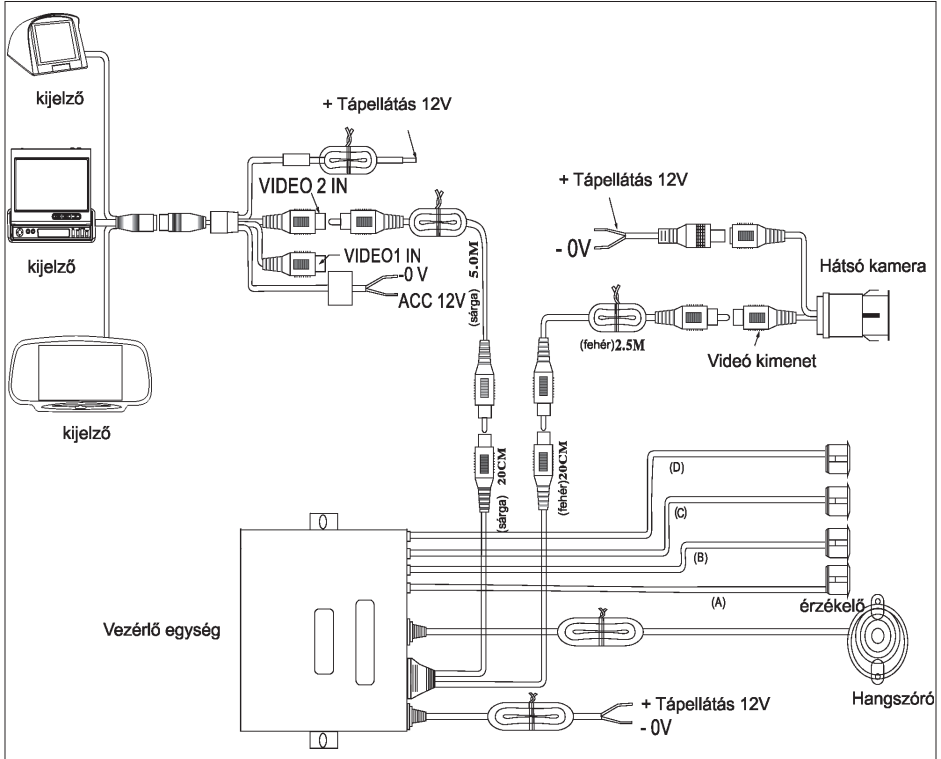 kijelző
+ Tápellátás 12V
VIDEO 2 IN
+ Tápellátás 12V
- 0V
kijelző
VIDEO1 IN
-0 V
ACC 12V
(sárga) 5.0M
Hátsó kamera
(fehér)2.5M
Videó kimenet
kijelző
(sárga) 20CM
(fehér)20CM
(D)
(C)
(B)
(A)
érzékelő
Vezérlő egység
Hangszóró
+ Tápellátás 12V
- 0V